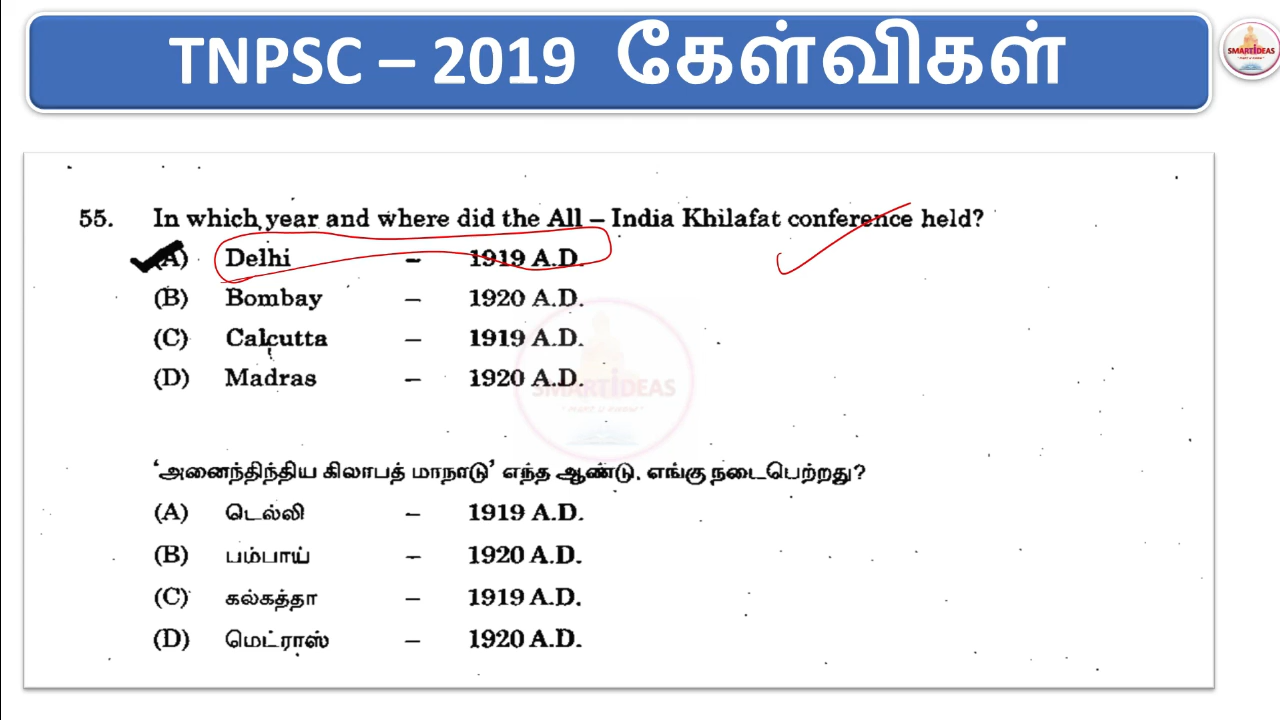 TNPSC – 2019 கேள்விகள்
SMARTIDEAS
55. In which year and where did the All – India Khilafat conference held?
(A) Delhi – 1919 A.D.
(B) Bombay – 1920 A.D.
(C) Calcutta – 1919 A.D.
(D) Madras – 1920 A.D.
SMARTIDEAS
'அனைந்திந்திய கிலாபத் மாநாடு' எந்த ஆண்டு, எங்கு நடைபெற்றது?
(A) டெல்லி – 1919 A.D.
(B) பம்பாய் – 1920 A.D.
(C) கல்கத்தா – 1919 A.D.
(D) மெட்ராஸ் – 1920 A.D.